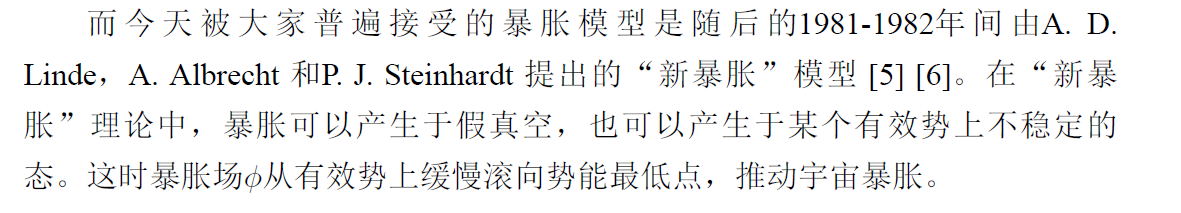 而今天被大家普遍接受的暴胀模型是随后的1981-1982年间由A. D.
Linde，A. Albrecht 和P. J. Steinhardt 提出的“新暴胀”模型 [5] [6]。在“新暴
胀”理论中，暴胀可以产生于假真空，也可以产生于某个有效势上不稳定的
态。这时暴胀场ϕ从有效势上缓慢滚向势能最低点，推动宇宙暴胀。